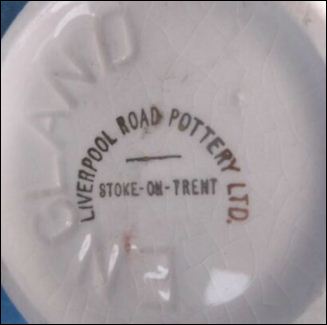 LIVERPOOL ROAD POTTERY LTD.
STOKE-ON-TRENT